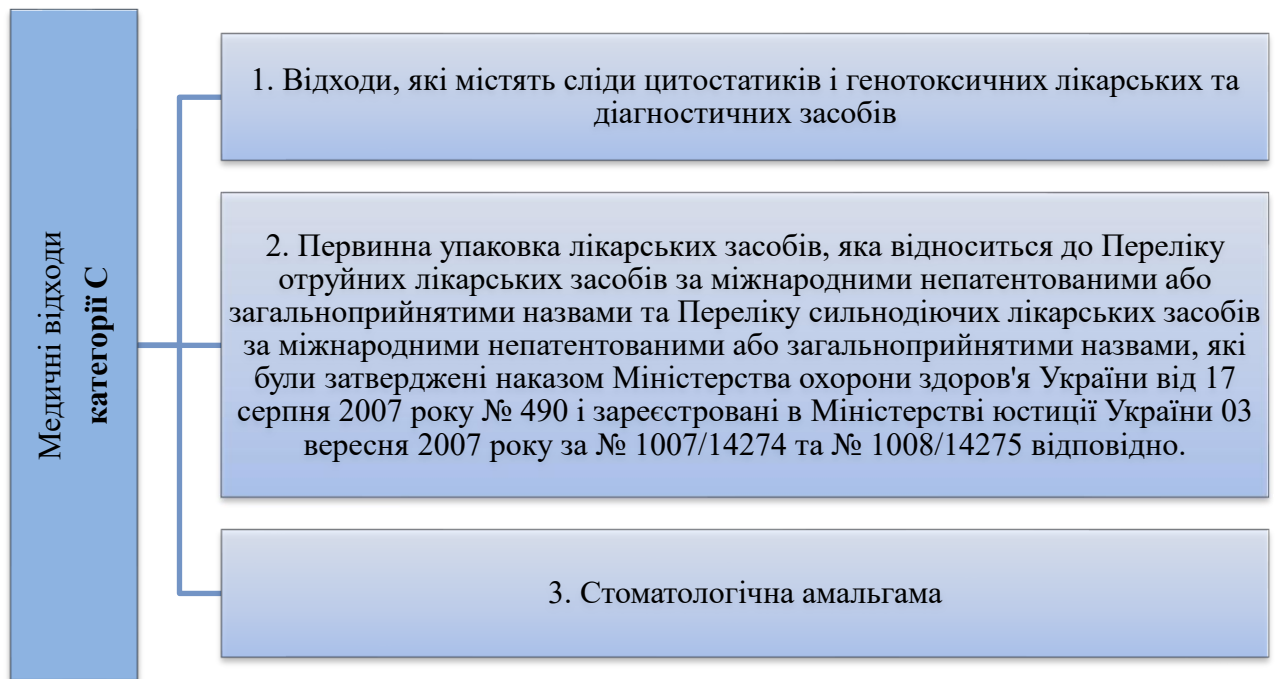 Медичні відходи
категорії С
1. Відходи, які містять сліди цитостатиків і генотоксичних лікарських та
діагностичних засобів
2. Первинна упаковка лікарських засобів, яка відноситься до Переліку
отруйних лікарських засобів за міжнародними непатентованими або
загальноприйнятими назвами та Переліку сильнодіючих лікарських засобів
за міжнародними непатентованими або загальноприйнятими назвами, які
були затверджені наказом Міністерства охорони здоров'я України від 17
серпня 2007 року № 490 і зареєстровані в Міністерстві юстиції України 03
вересня 2007 року за № 1007/14274 та № 1008/14275 відповідно.
3. Стоматологічна амальгама